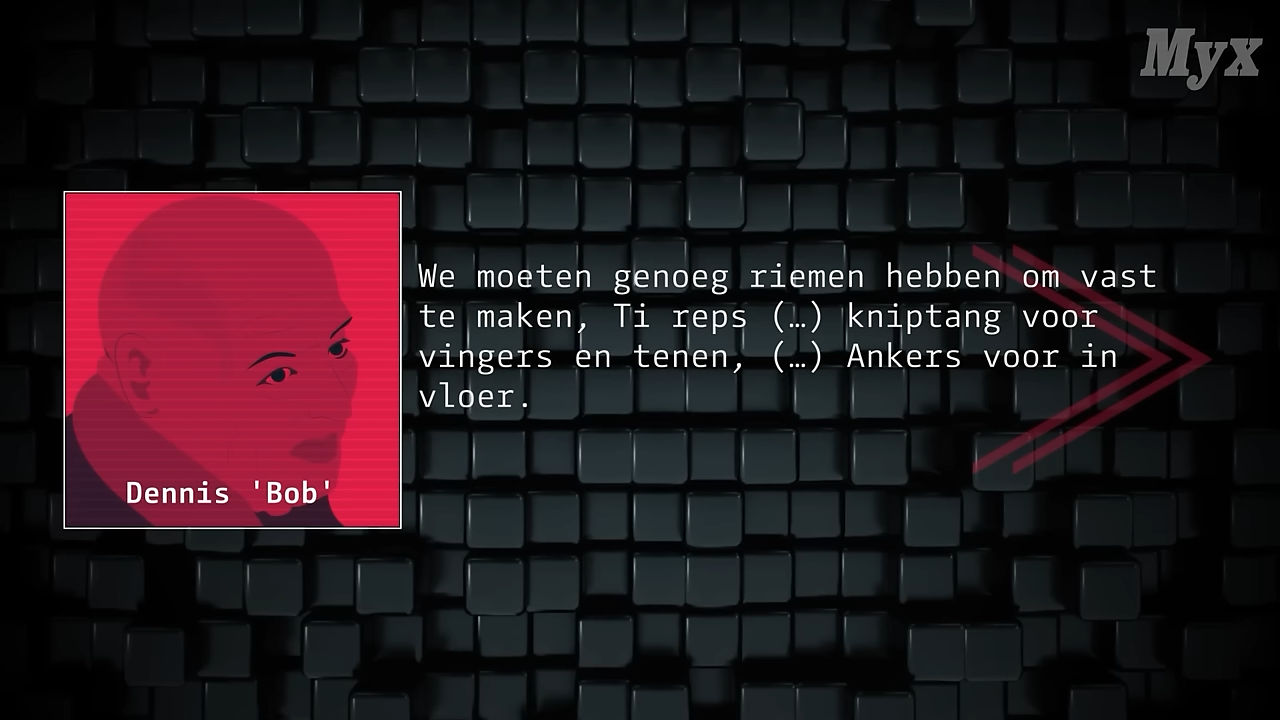 Myx
We moeten genoeg riemen hebben om vast
te maken, Ti reps (…) kniptang voor
vingers en tenen, (…) Ankers voor in
vloer.
Dennis 'Bob'